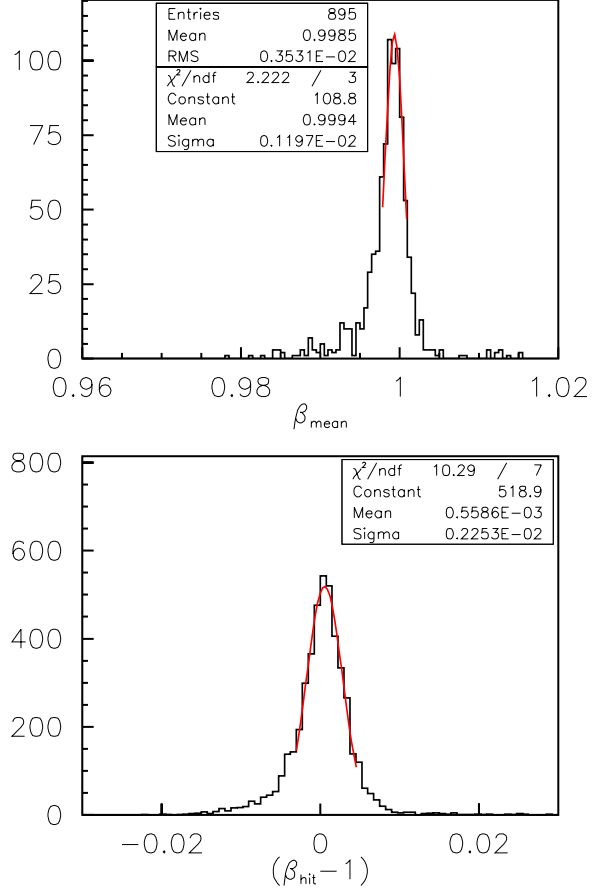 Entries 895
Mean 0.9985
RMS 0.3531E-02
χ²/ndf 2.222 / 3
Constant 108.8
Mean 0.9994
Sigma 0.1197E-02
100
75
50
25
0
0.96 0.98 1 1.02
βmean
χ²/ndf 10.29 / 7
Constant 518.9
Mean 0.5586E-03
Sigma 0.2253E-02
800
600
400
200
0
−0.02 0 0.02
(βhit−1)